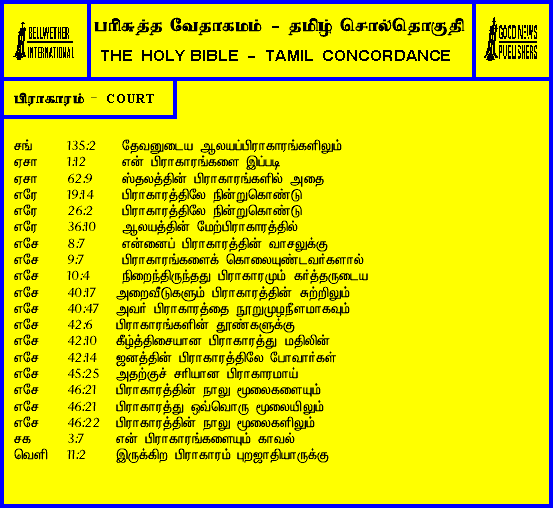 BELLWETHER
INTERNATIONAL
பரிசுத்த வேதாகமம் - தமிழ் சொல்தொகுதி
THE HOLY BIBLE - TAMIL CONCORDANCE
GOOD NEWS
PUBLISHERS
பிராகாரம் - COURT
சங் 135:2 தேவனுடைய ஆலயப்பிராகாரங்களிலும்
ஏசா 1:12 என் பிராகாரங்களை இப்படி
ஏசா 62:9 ஸ்தலத்தின் பிராகாரங்களில் அதை
எரே 19:14 பிராகாரத்திலே நின்றுகொண்டு
எரே 26:2 பிராகாரத்திலே நின்றுகொண்டு
எரே 36:10 ஆலயத்தின் மேற்பிராகாரத்தில்
எசே 8:7 என்னைப் பிராகாரத்தின் வாசலுக்கு
எசே 9:7 பிராகாரங்களைக் கொலையுண்டவர்களால்
எசே 10:4 நிறைந்திருந்தது பிராகாரமும் கர்த்தருடைய
எசே 40:17 அறைவீடுகளும் பிராகாரத்தின் சுற்றிலும்
எசே 40:47 அவர் பிராகாரத்தை நூறுமுழநீளமாகவும்
எசே 42:6 பிராகாரங்களின் தூண்களுக்கு
எசே 42:10 கீழ்த்திசையான பிராகாரத்து மதிலின்
எசே 42:14 ஜனத்தின் பிராகாரத்திலே போவார்கள்
எசே 45:25 அதற்குச் சரியான பிராகாரமாய்
எசே 46:21 பிராகாரத்தின் நாலு மூலைகளையும்
எசே 46:21 பிராகாரத்து ஒவ்வொரு மூலையிலும்
எசே 46:22 பிராகாரத்தின் நாலு மூலைகளிலும்
சக 3:7 என் பிராகாரங்களையும் காவல்
வெளி 11:2 இருக்கிற பிராகாரம் புறஜாதியாருக்கு